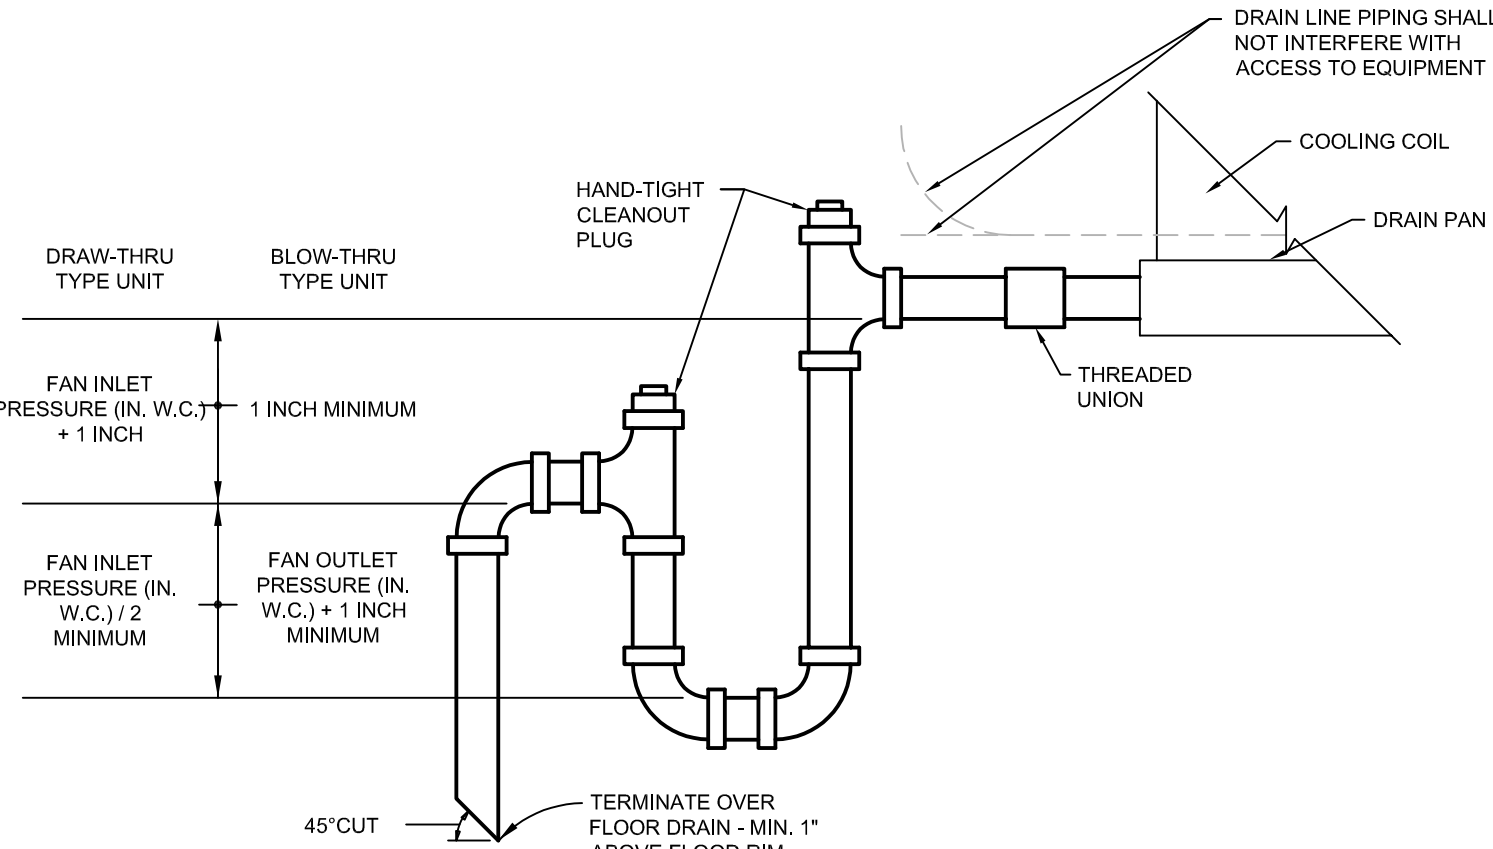 DRAIN LINE PIPING SHALL
NOT INTERFERE WITH
ACCESS TO EQUIPMENT
COOLING COIL
HAND-TIGHT
CLEANOUT
PLUG
DRAIN PAN
DRAW-THRU
TYPE UNIT
BLOW-THRU
TYPE UNIT
FAN INLET
PRESSURE (IN. W.C.)
+ 1 INCH
1 INCH MINIMUM
THREADED
UNION
FAN INLET
PRESSURE (IN.
W.C.) / 2
MINIMUM
FAN OUTLET
PRESSURE (IN.
W.C.) + 1 INCH
MINIMUM
45°CUT
TERMINATE OVER
FLOOR DRAIN - MIN. 1"
ABOVE FLOOD RIM